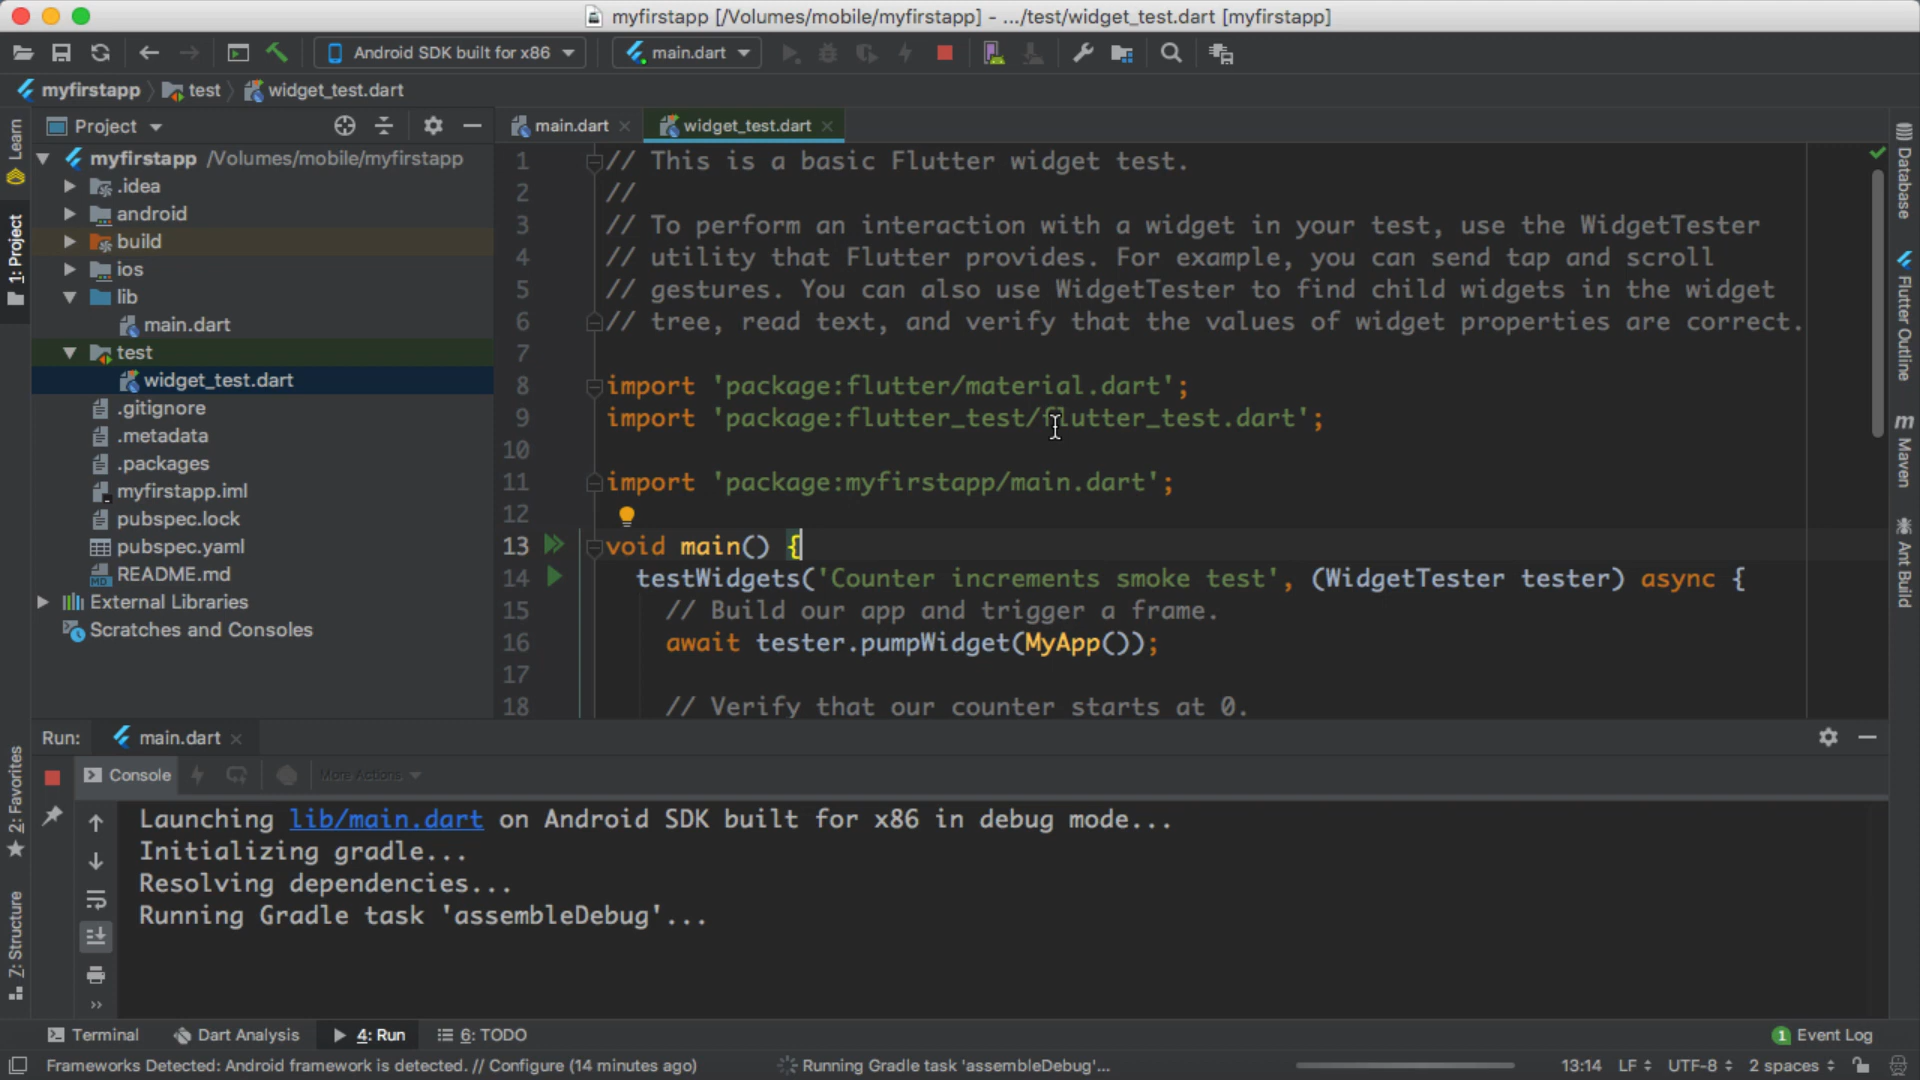 myfirstapp [/Volumes/mobile/myfirstapp] - .../test/widget_test.dart [myfirstapp]
Android SDK built for x86
main.dart
myfirstapp
test
widget_test.dart
Learn
1: Project
2: Favorites
7: Structure
Project
myfirstapp /Volumes/mobile/myfirstapp
.idea
android
build
ios
lib
main.dart
test
widget_test.dart
.gitignore
.metadata
.packages
myfirstapp.iml
pubspec.lock
pubspec.yaml
MD
README.md
External Libraries
Scratches and Consoles
main.dart
widget_test.dart
1 // This is a basic Flutter widget test.
2 //
3 // To perform an interaction with a widget in your test, use the WidgetTester
4 // utility that Flutter provides. For example, you can send tap and scroll
5 // gestures. You can also use WidgetTester to find child widgets in the widget
6 // tree, read text, and verify that the values of widget properties are correct.
7
8 import 'package:flutter/material.dart';
9 import 'package:flutter_test/flutter_test.dart';
10
11 import 'package:myfirstapp/main.dart';
12
13 void main() {
14 testWidgets('Counter increments smoke test', (WidgetTester tester) async {
15 // Build our app and trigger a frame.
16 await tester.pumpWidget(MyApp());
17
18 // Verify that our counter starts at 0.
Database
Flutter Outline
m
Maven
Ant Build
Run:
main.dart
Console
More Actions
Launching lib/main.dart on Android SDK built for x86 in debug mode...
Initializing gradle...
Resolving dependencies...
Running Gradle task 'assembleDebug'...
Terminal
Dart Analysis
4: Run
6: TODO
1 Event Log
Frameworks Detected: Android framework is detected. // Configure (14 minutes ago)
Running Gradle task 'assembleDebug'...
13:14
LF
UTF-8
2 spaces